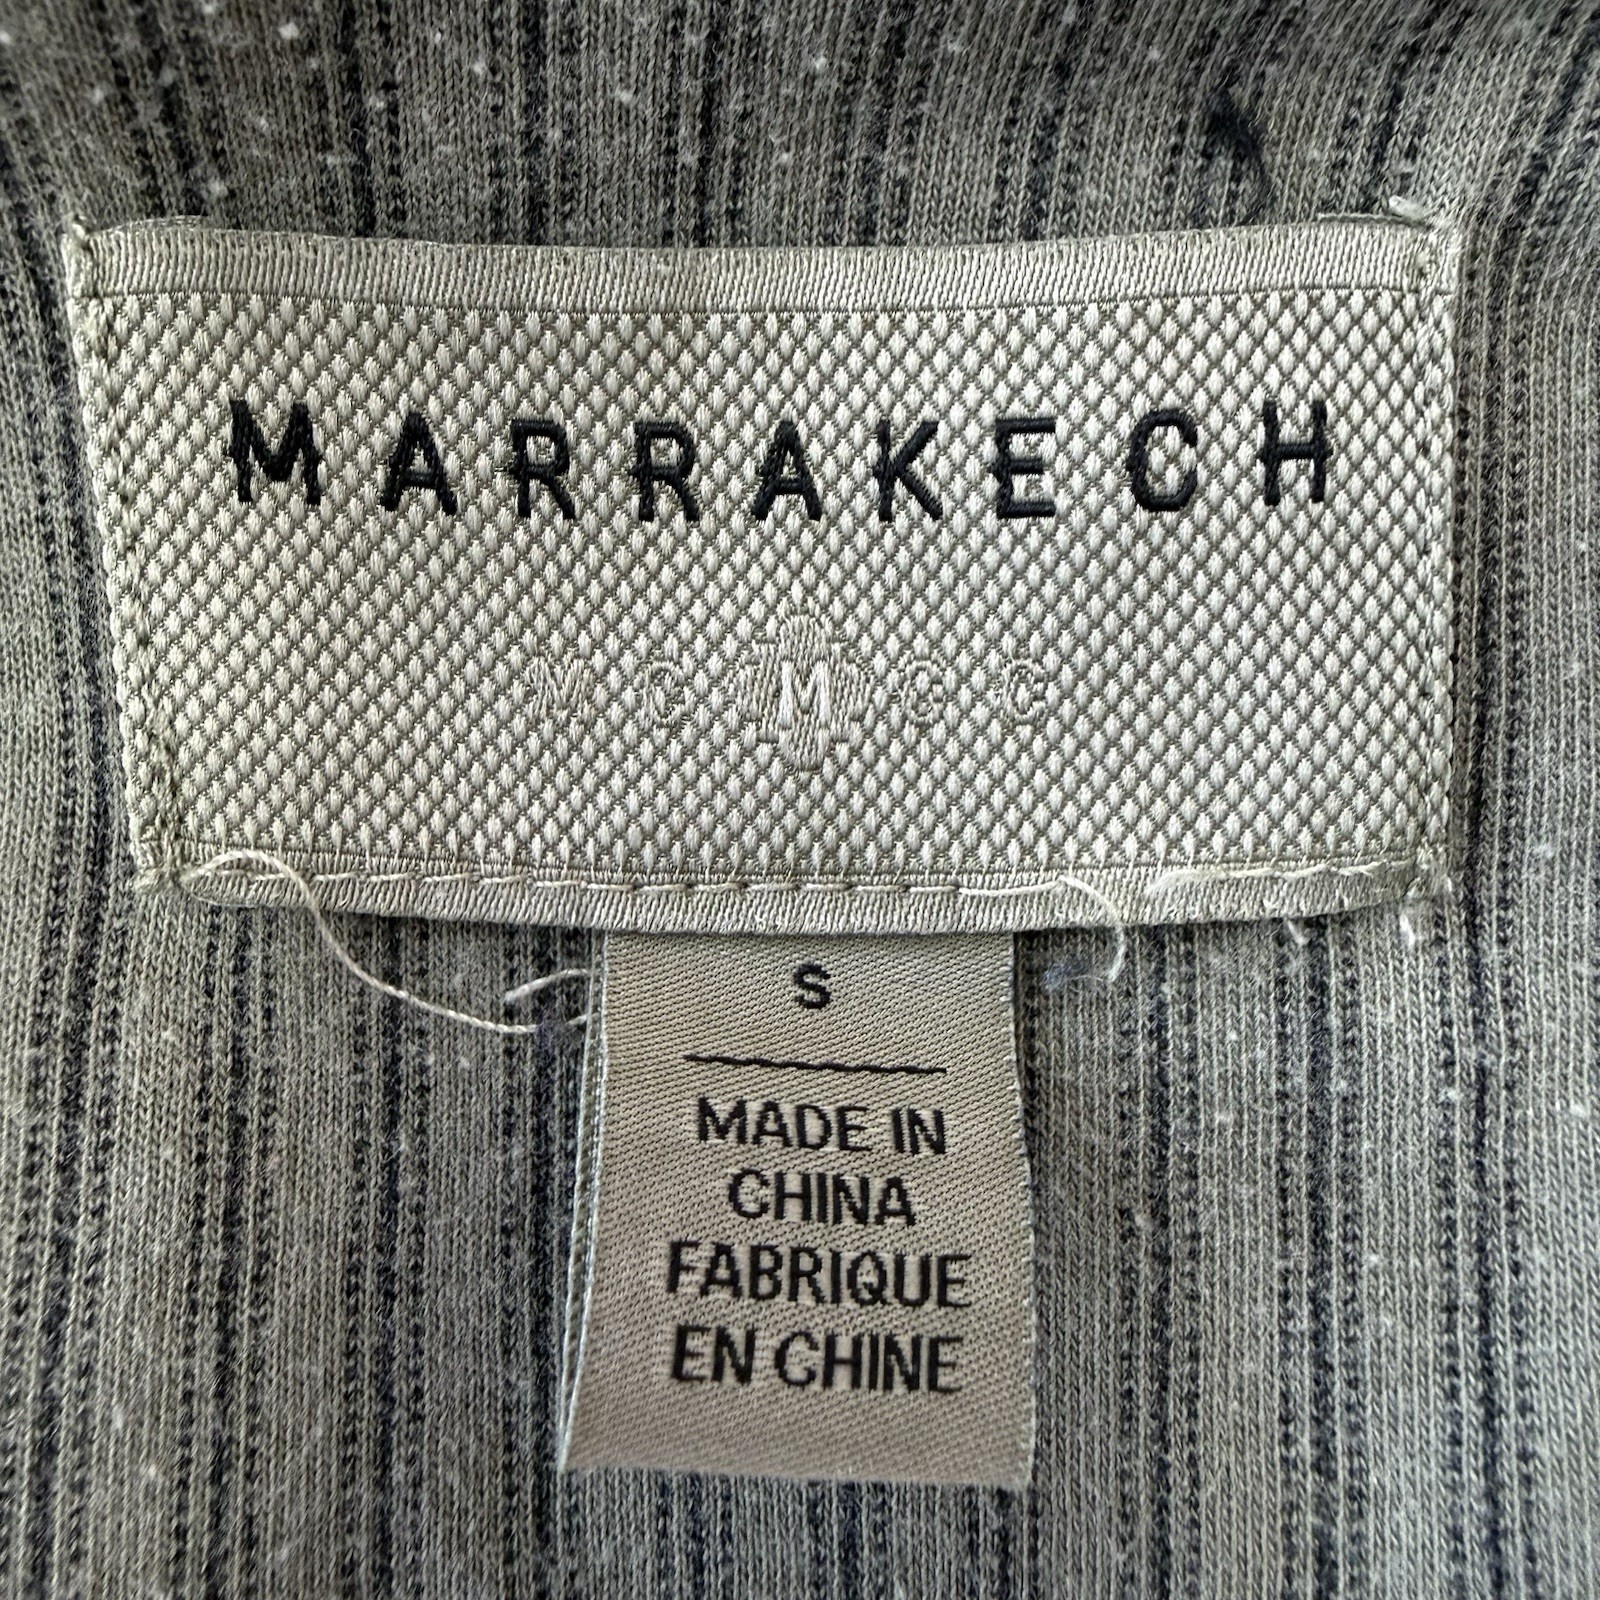 MARRAKECH
M C M C C
S
MADE IN
CHINA
FABRIQUE
EN CHINE